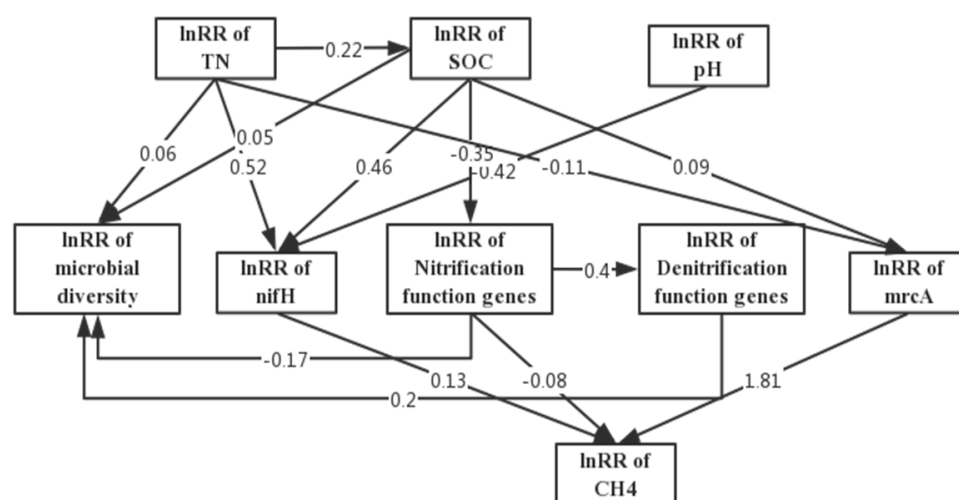 lnRR of
TN
0.22
lnRR of
SOC
lnRR of
pH
0.06
0.05
0.52
0.46
-0.35
-0.42
-0.11
0.09
lnRR of
microbial
diversity
lnRR of
nifH
lnRR of
Nitrification
function genes
0.4
lnRR of
Denitrification
function genes
lnRR of
mrcA
-0.17
0.13
-0.08
1.81
0.2
lnRR of
CH4